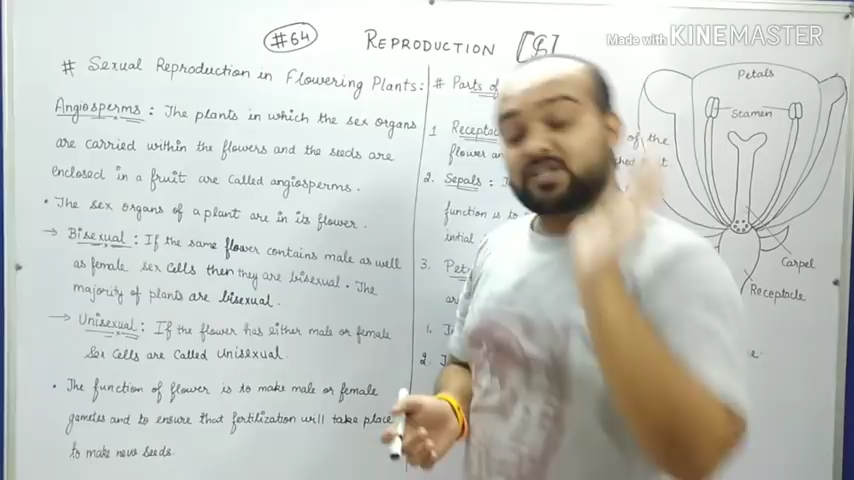 #64
REPRODUCTION
Made with KINEMASTER
# Sexual Reproduction in Flowering Plants:
Angiosperms : The plants in which the sex organs
are carried within the flowers and the seeds are
enclosed in a fruit are called angiosperms.
• The sex organs of a plant are in its flower.
→ Bisexual : If the same flower contains male as well
as female sex cells then they are bisexual. The
majority of plants are bisexual.
→ Unisexual : If the flower has either male or female
sex cells are called unisexual.
• The function of flower is to make male or female
gametes and to ensure that fertilization will take place
to make new seeds.
# Parts of
1
of the
flower
2. Sepals :
function is to
initial
3.
1.
2.
Petals
Stamen
Carpel
Receptacle